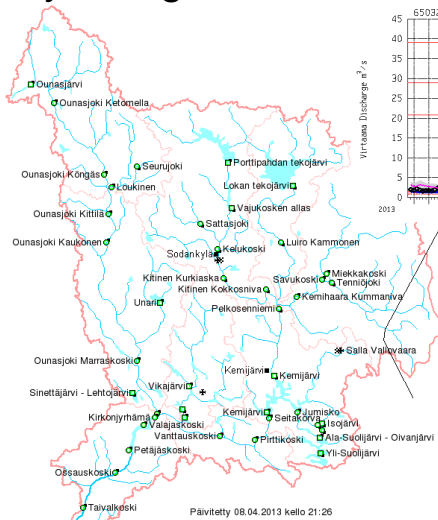 65032
45
40
35
30
25
20
15
10
5
0
Virtaama Discharge m³/s
2013
Ounasjärvi
Ounasjoki Ketomella
Seurujoki
Porttipahdan tekojärvi
Ounasjoki Köngäs
Loukinen
Lokan tekojärvi
Vajukosken allas
Ounasjoki Kittilä
Sattasjoki
Ounasjoki Kaukonen
Kelukoski
Luiro Kammonen
Sodankylä
Miekkakoski
Kitinen Kurkiaska
Savukoski
Tenniöjoki
Kitinen Kokkosniva
Kemihaara Kummaniva
Unari
Pelkosenniemi
Salla Vallovaara
Ounasjoki Marraskoski
Kemijärvi
Kemijärvi
Vikajärvi
Sinettäjärvi - Lehtojärvi
Kirkonjyrhämä
Kemijärvi
Jumisko
Seitakorva
Isojärvi
Valajaskoski
Vanttauskoski
Pirttikoski
Ala-Suolijärvi - Oivanjärvi
Petäjäskoski
Yli-Suolijärvi
Ossauskoski
Taivalkoski
Päivitetty 08.04.2013 kello 21:26